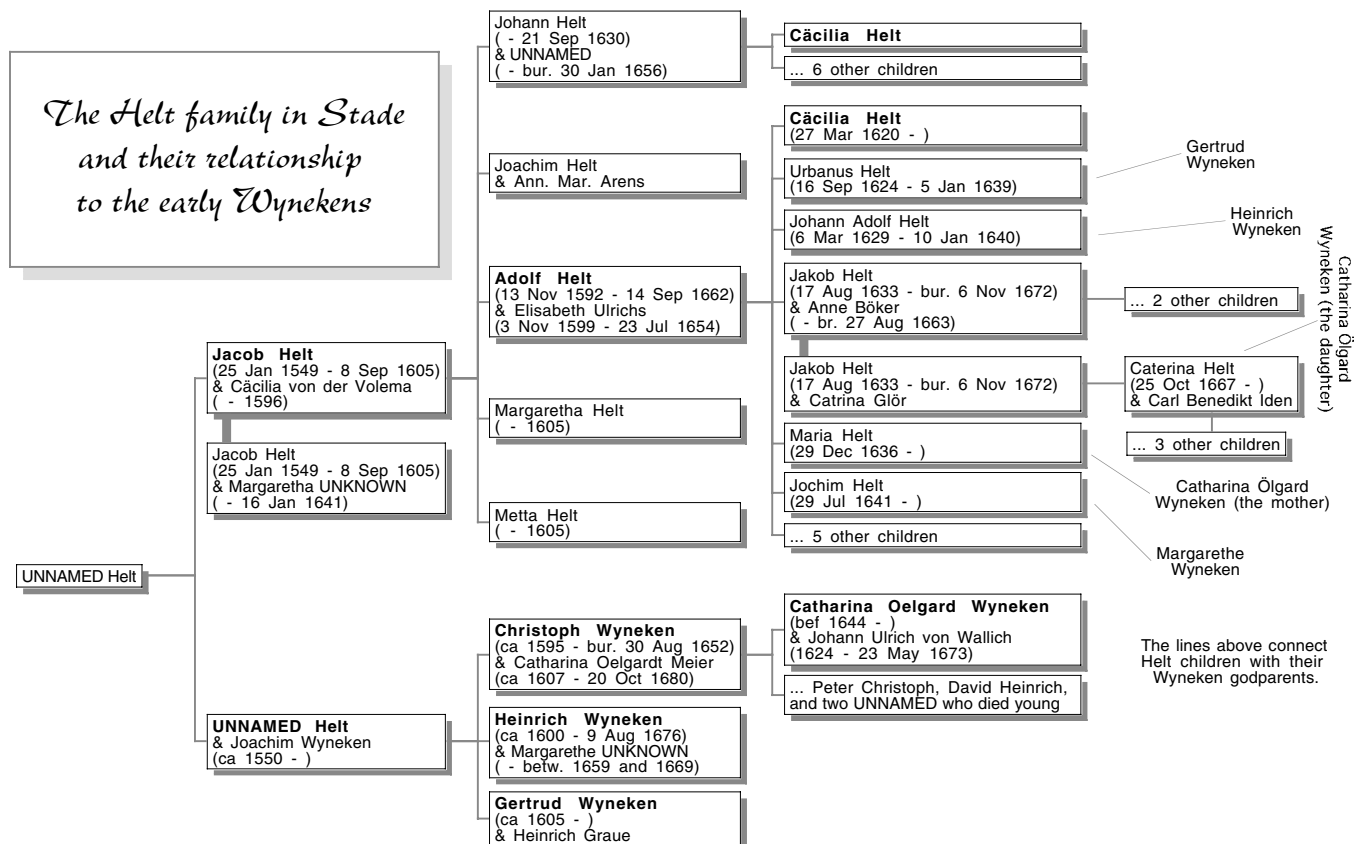 The Helt family in Stade
and their relationship
to the early Wynekens
UNNAMED Helt
Jacob Helt
(25 Jan 1549 - 8 Sep 1605)
& Cäcilia von der Volema
( - 1596)
Jacob Helt
(25 Jan 1549 - 8 Sep 1605)
& Margaretha UNKNOWN
( - 16 Jan 1641)
UNNAMED Helt
& Joachim Wyneken
(ca 1550 - )
Johann Helt
( - 21 Sep 1630)
& UNNAMED
( - bur. 30 Jan 1656)
Joachim Helt
& Ann. Mar. Arens
Adolf Helt
(13 Nov 1592 - 14 Sep 1662)
& Elisabeth Ulrichs
(3 Nov 1599 - 23 Jul 1654)
Margaretha Helt
( - 1605)
Metta Helt
( - 1605)
Christoph Wyneken
(ca 1595 - bur. 30 Aug 1652)
& Catharina Oelgardt Meier
(ca 1607 - 20 Oct 1680)
Heinrich Wyneken
(ca 1600 - 9 Aug 1676)
& Margarethe UNKNOWN
( - betw. 1659 and 1669)
Gertrud Wyneken
(ca 1605 - )
& Heinrich Graue
Cäcilia Helt
... 6 other children
Cäcilia Helt
(27 Mar 1620 - )
Urbanus Helt
(16 Sep 1624 - 5 Jan 1639)
Johann Adolf Helt
(6 Mar 1629 - 10 Jan 1640)
Jakob Helt
(17 Aug 1633 - bur. 6 Nov 1672)
& Anne Böker
( - br. 27 Aug 1663)
Jakob Helt
(17 Aug 1633 - bur. 6 Nov 1672)
& Catrina Glör
Maria Helt
(29 Dec 1636 - )
Jochim Helt
(29 Jul 1641 - )
... 5 other children
Catharina Oelgard Wyneken
(bef 1644 - )
& Johann Ulrich von Wallich
(1624 - 23 May 1673)
... Peter Christoph, David Heinrich,
and two UNNAMED who died young
... 2 other children
Caterina Helt
(25 Oct 1667 - )
& Carl Benedikt Iden
... 3 other children
Gertrud
Wyneken
Heinrich
Wyneken
Catharina Ölgard
Wyneken (the daughter)
Catharina Ölgard
Wyneken (the mother)
Margarethe
Wyneken
The lines above connect
Helt children with their
Wyneken godparents.